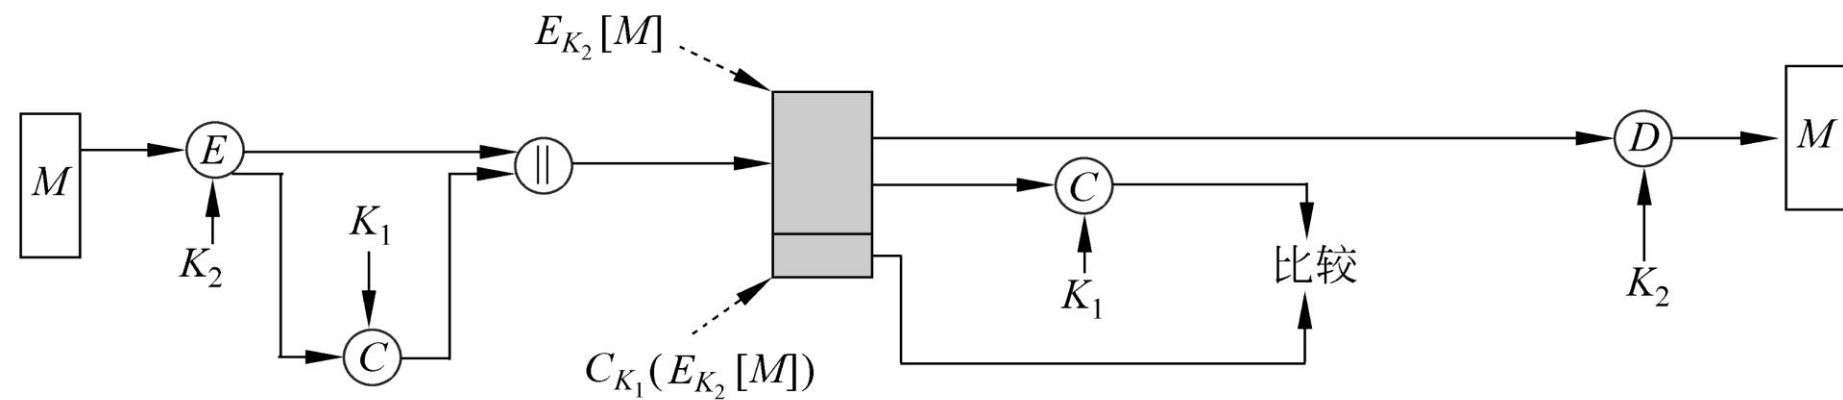 E_{K_2}[M]
M
E
K_2
K_1
C
||
C_{K_1}(E_{K_2}[M])
C
K_1
比较
D
K_2
M